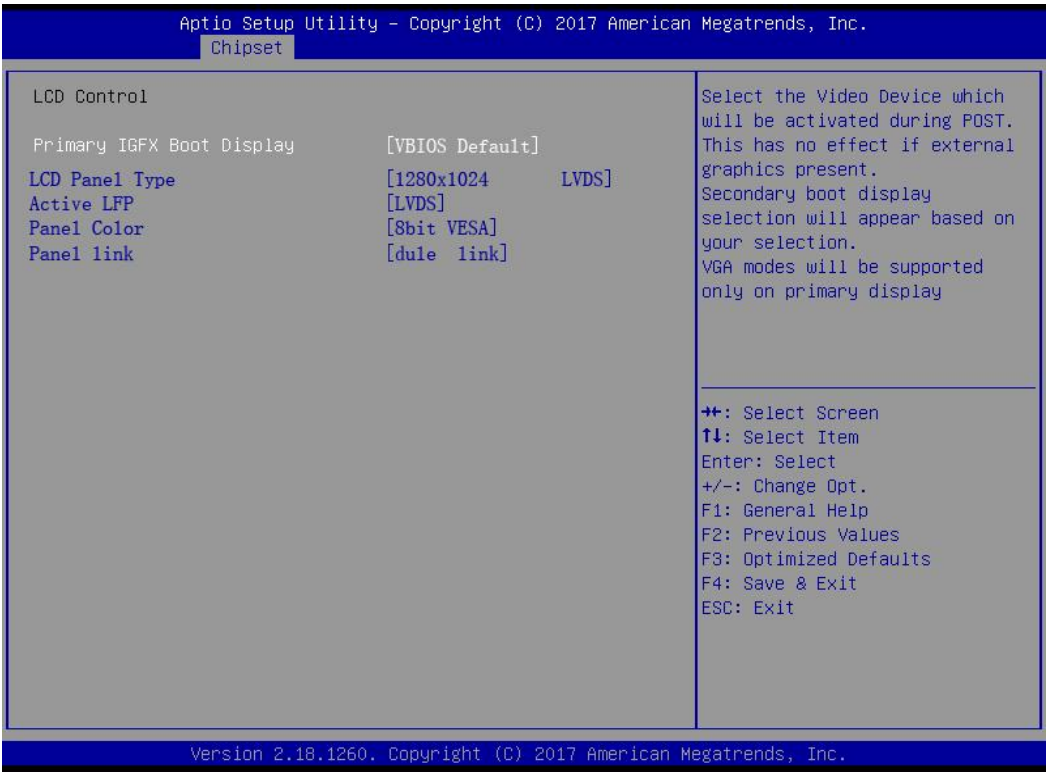 Aptio Setup Utility – Copyright (C) 2017 American Megatrends, Inc.
Chipset
LCD Control
Primary IGFX Boot Display [VBIOS Default]
LCD Panel Type [1280x1024 LVDS]
Active LFP [LVDS]
Panel Color [8bit VESA]
Panel link [dule link]
Select the Video Device which
will be activated during POST.
This has no effect if external
graphics present.
Secondary boot display
selection will appear based on
your selection.
VGA modes will be supported
only on primary display
→←: Select Screen
↑↓: Select Item
Enter: Select
+/-: Change Opt.
F1: General Help
F2: Previous Values
F3: Optimized Defaults
F4: Save & Exit
ESC: Exit
Version 2.18.1260. Copyright (C) 2017 American Megatrends, Inc.